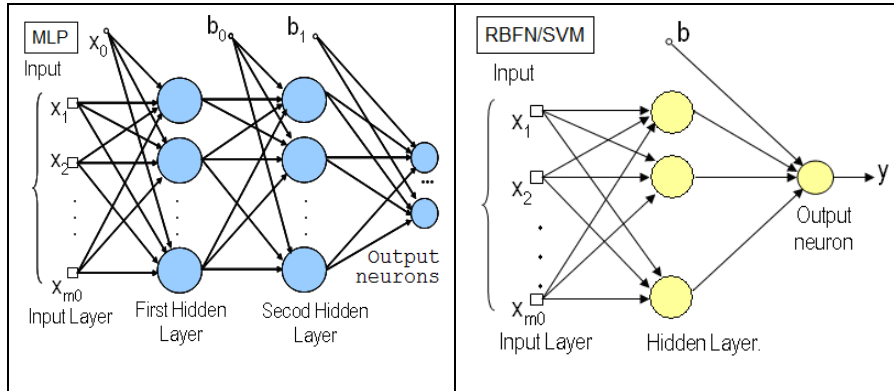 MLP
x0
b0
b1
Input
x1
x2
xm0
Input Layer
First Hidden
Layer
Secod Hidden
Layer
...
Output
neurons
RBFN/SVM
b
Input
x1
x2
xm0
Input Layer
Hidden Layer.
y
Output
neuron